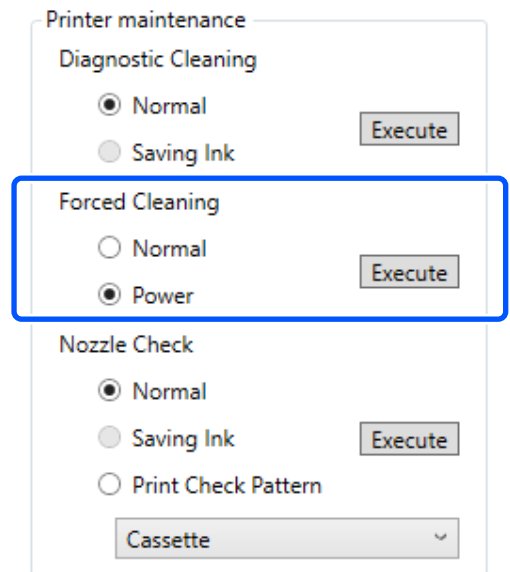 Printer maintenance
Diagnostic Cleaning
Normal
Execute
Saving Ink
Forced Cleaning
Normal
Execute
Power
Nozzle Check
Normal
Saving Ink
Execute
Print Check Pattern
Cassette